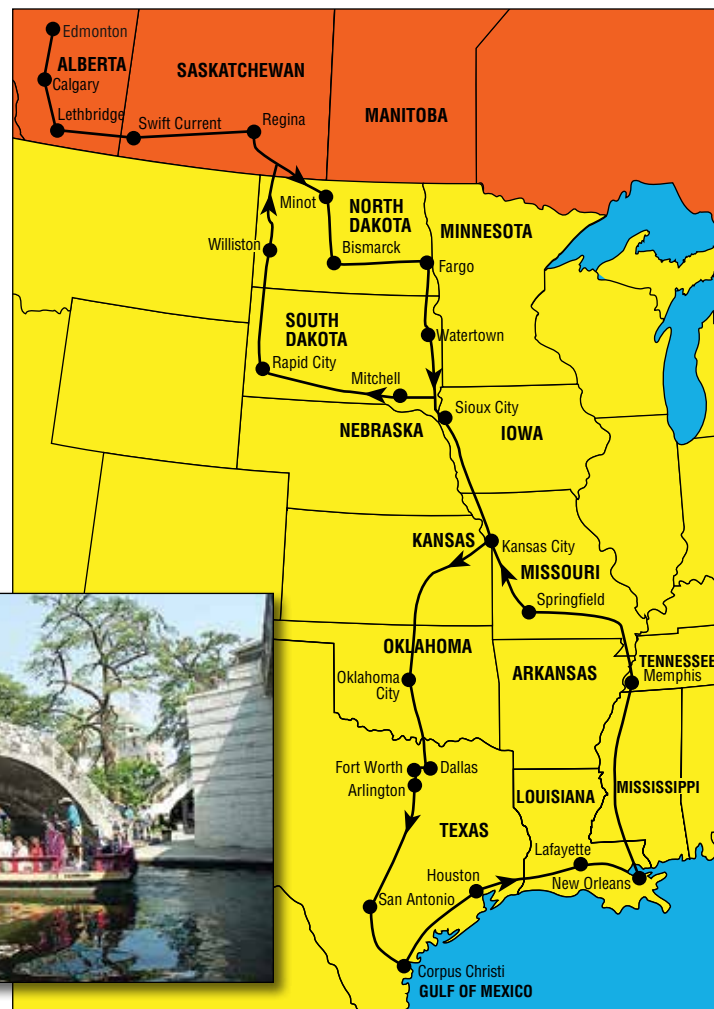 Edmonton
ALBERTA
SASKATCHEWAN
Calgary
Lethbridge
Swift Current
Regina
MANITOBA
Minot
NORTH
DAKOTA
MINNESOTA
Williston
Bismarck
Fargo
SOUTH
DAKOTA
Watertown
Rapid City
Mitchell
Sioux City
NEBRASKA
IOWA
KANSAS
Kansas City
MISSOURI
Springfield
OKLAHOMA
Oklahoma
City
ARKANSAS
TENNESSEE
Memphis
Fort Worth
Dallas
Arlington
LOUISIANA
MISSISSIPPI
TEXAS
Lafayette
Houston
New Orleans
San Antonio
Corpus Christi
GULF OF MEXICO